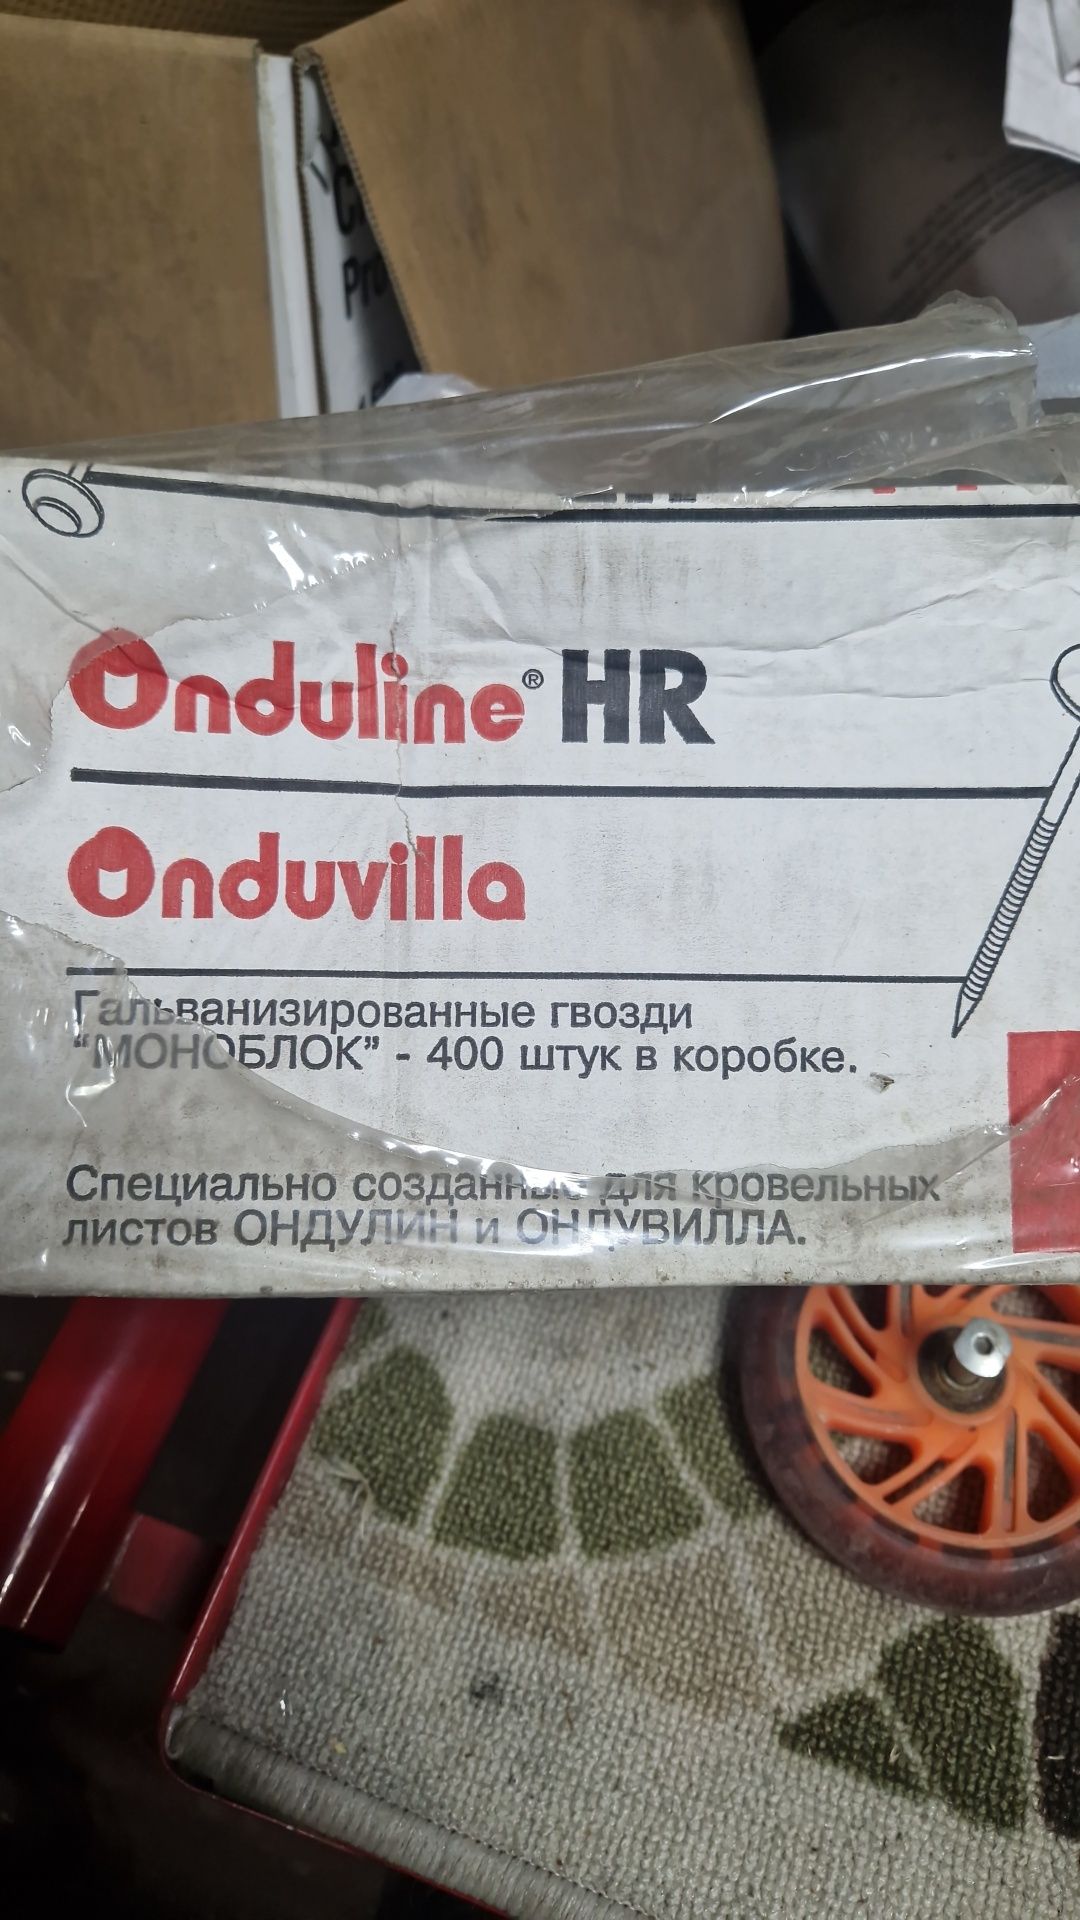 Onduline® HR
Onduvilla
Гальванизированные гвозди
"МОНОБЛОК" - 400 штук в коробке.
Специально созданные для кровельных
листов ОНДУЛИН и ОНДУВИЛЛА.